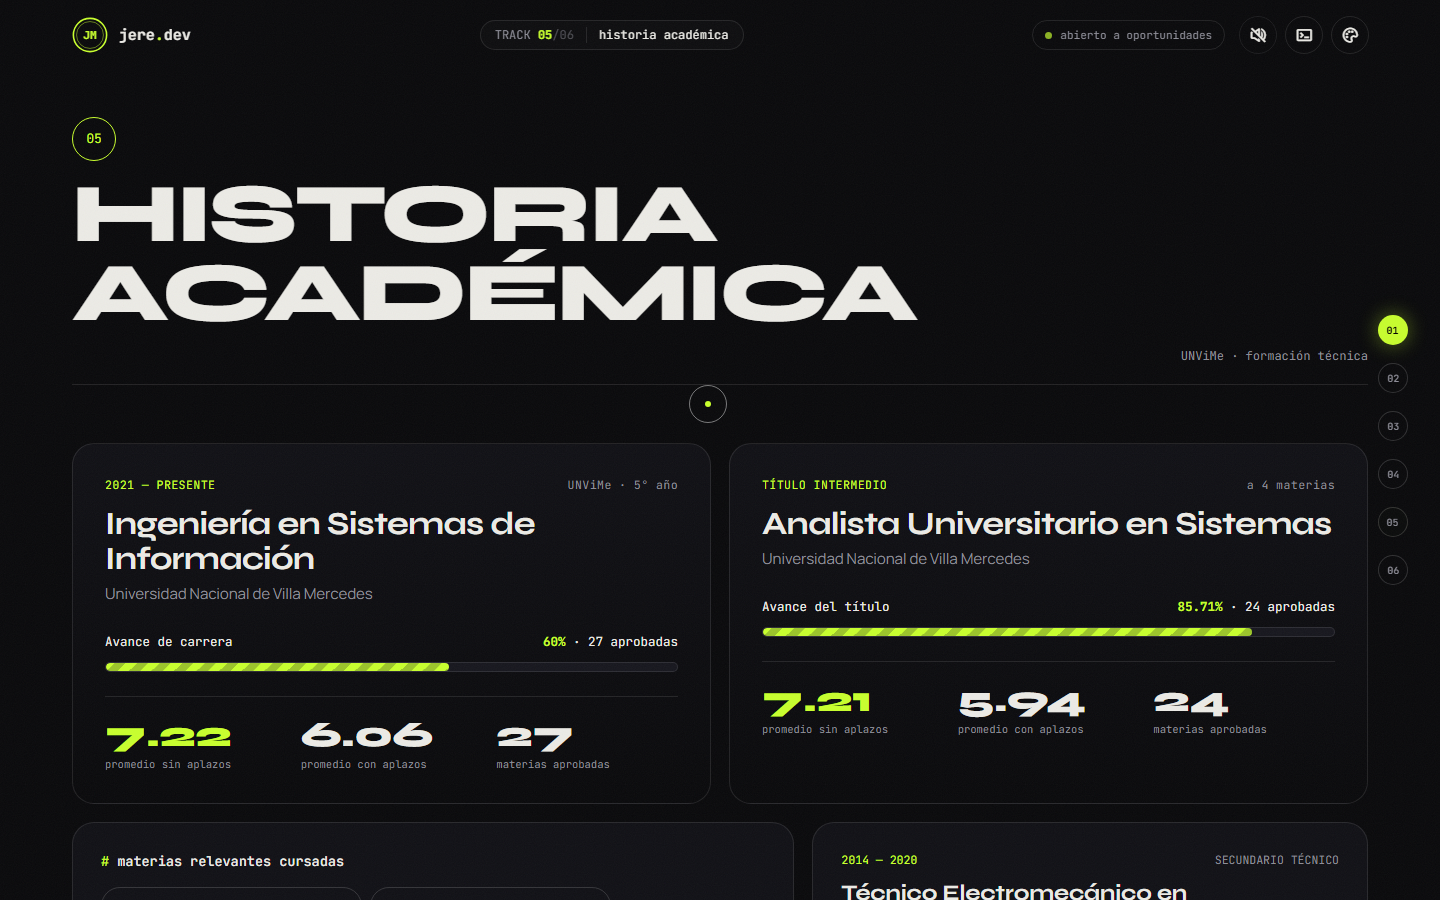 JM jere.dev
TRACK 05/06 historia académica
abierto a oportunidades
05
HISTORIA
ACADÉMICA
UNViMe · formación técnica
01
02
03
04
05
06
2021 — PRESENTE
UNViMe · 5º año
Ingeniería en Sistemas de
Información
Universidad Nacional de Villa Mercedes
Avance de carrera
60% · 27 aprobadas
7.22
promedio sin aplazos
6.06
promedio con aplazos
27
materias aprobadas
TÍTULO INTERMEDIO
a 4 materias
Analista Universitario en Sistemas
Universidad Nacional de Villa Mercedes
Avance del título
85.71% · 24 aprobadas
7.21
promedio sin aplazos
5.94
promedio con aplazos
24
materias aprobadas
# materias relevantes cursadas
2014 — 2020
SECUNDARIO TÉCNICO
Técnico Electromecánico en